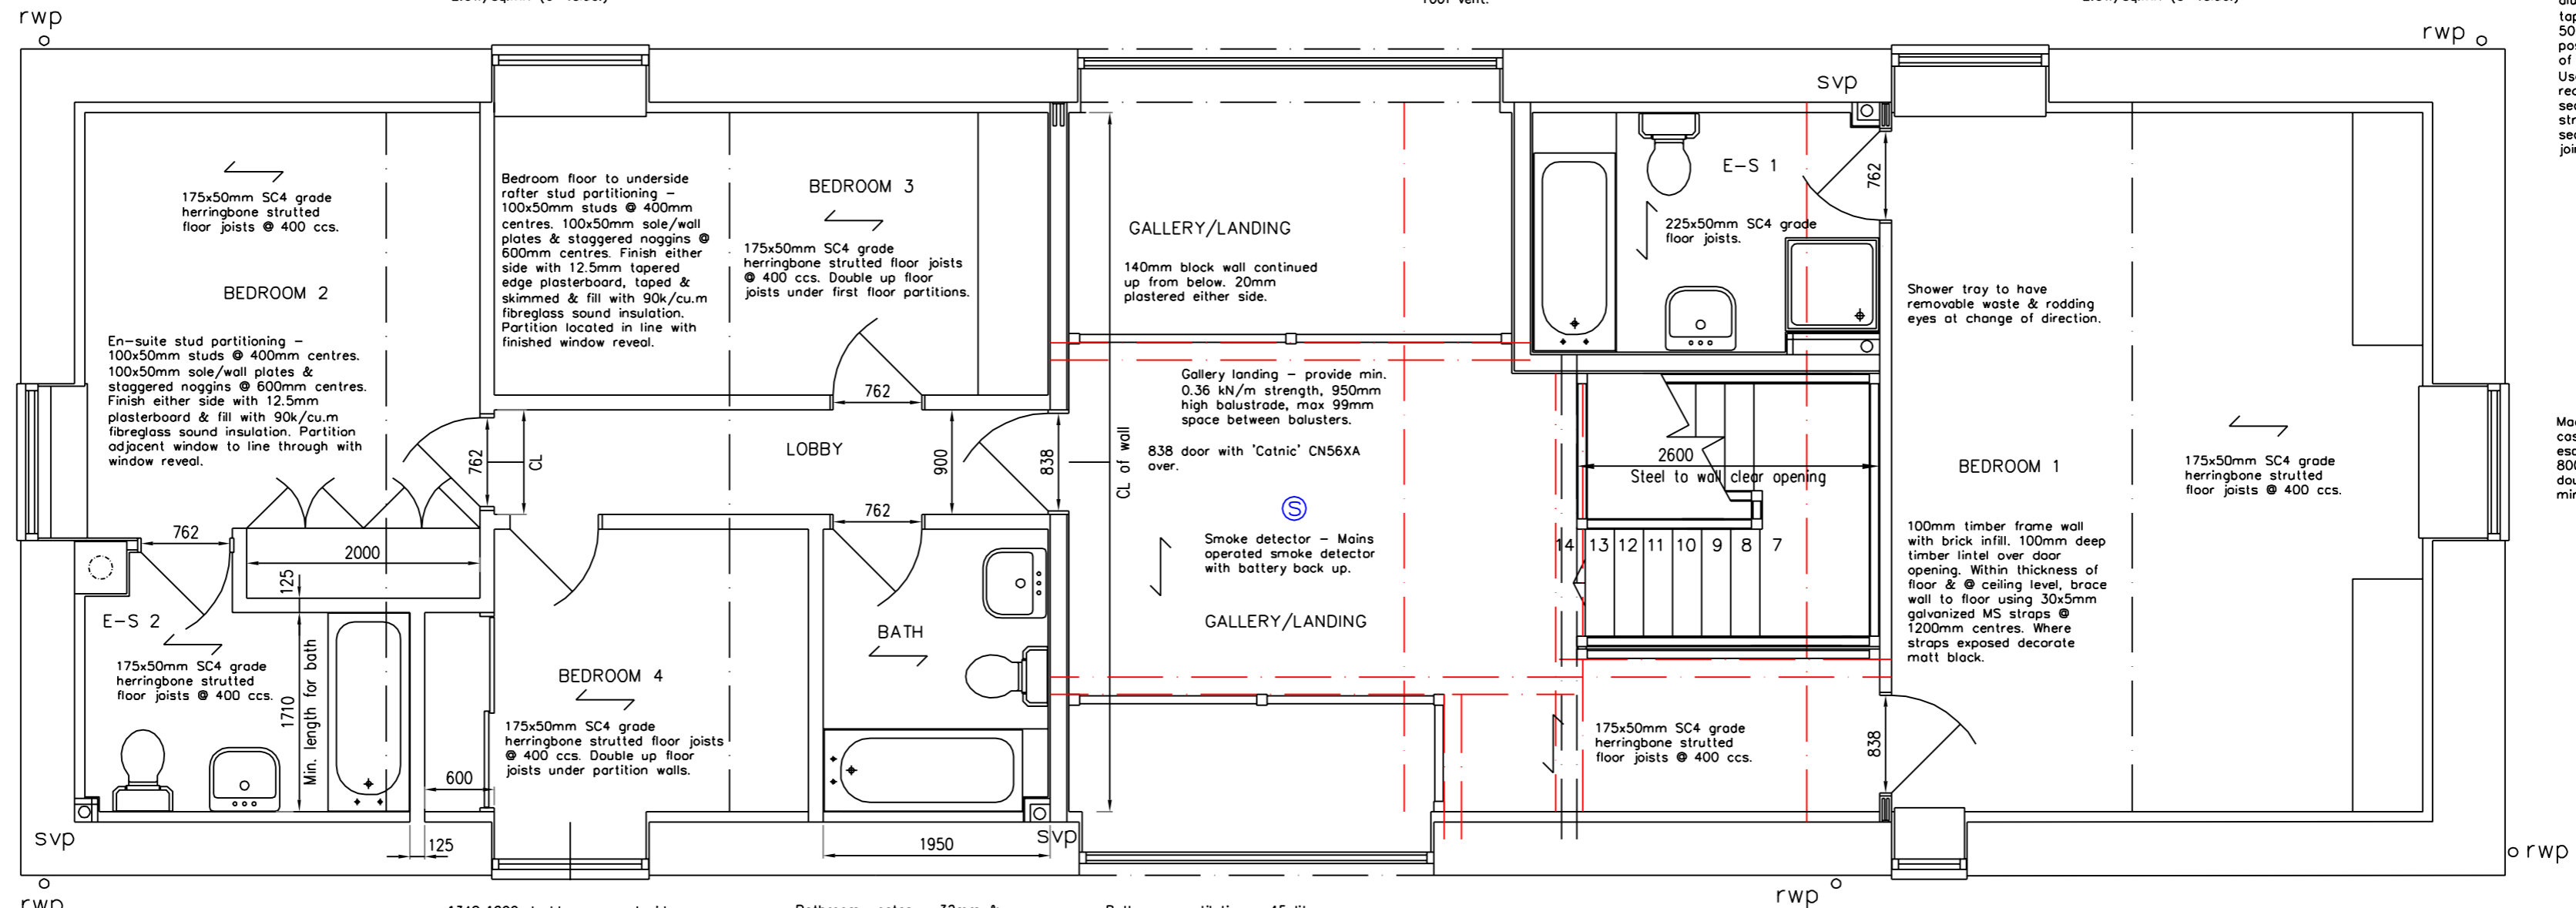 rwp
roof vent.
rwp
svp
175x50mm SC4 grade
herringbone strutted
floor joists @ 400 ccs.
BEDROOM 2
En-suite stud partitioning –
100x50mm studs @ 400mm centres.
100x50mm sole/wall plates &
staggered noggins @ 600mm centres.
Finish either side with 12.5mm
plasterboard & fill with 90k/cu.m
fibreglass sound insulation. Partition
adjacent window to line through with
window reveal.
Bedroom floor to underside
rafter stud partitioning –
100x50mm studs @ 400mm
centres. 100x50mm sole/wall
plates & staggered noggins @
600mm centres. Finish either
side with 12.5mm tapered
edge plasterboard, taped &
skimmed & fill with 90k/cu.m
fibreglass sound insulation.
Partition located in line with
finished window reveal.
BEDROOM 3
175x50mm SC4 grade
herringbone strutted floor joists
@ 400 ccs. Double up floor
joists under first floor partitions.
GALLERY/LANDING
140mm block wall continued
up from below. 20mm
plastered either side.
E-S 1
225x50mm SC4 grade
floor joists.
762
Shower tray to have
removable waste & rodding
eyes at change of direction.
Gallery landing – provide min.
0.36 kN/m strength, 950mm
high balustrade, max 99mm
space between balusters.
838 door with 'Catnic' CN56XA
over.
762
LOBBY
762
CL
900
838
CL of wall
762
2600
Steel to wall clear opening
BEDROOM 1
175x50mm SC4 grade
herringbone strutted
floor joists @ 400 ccs.
S
Smoke detector – Mains
operated smoke detector
with battery back up.
14 13 12 11 10 9 8 7
100mm timber frame wall
with brick infill. 100mm deep
timber lintel over door
opening. Within thickness of
floor & @ ceiling level, brace
wall to floor using 30x5mm
galvanized MS straps @
1200mm centres. Where
straps exposed decorate
matt black.
762
2000
125
E-S 2
175x50mm SC4 grade
herringbone strutted
floor joists @ 400 ccs.
1710
Min. length for bath
600
BEDROOM 4
175x50mm SC4 grade
herringbone strutted floor joists
@ 400 ccs. Double up floor
joists under partition walls.
BATH
GALLERY/LANDING
175x50mm SC4 grade
herringbone strutted
floor joists @ 400 ccs.
838
svp
125
1950
svp
rwp
rwp
rwp